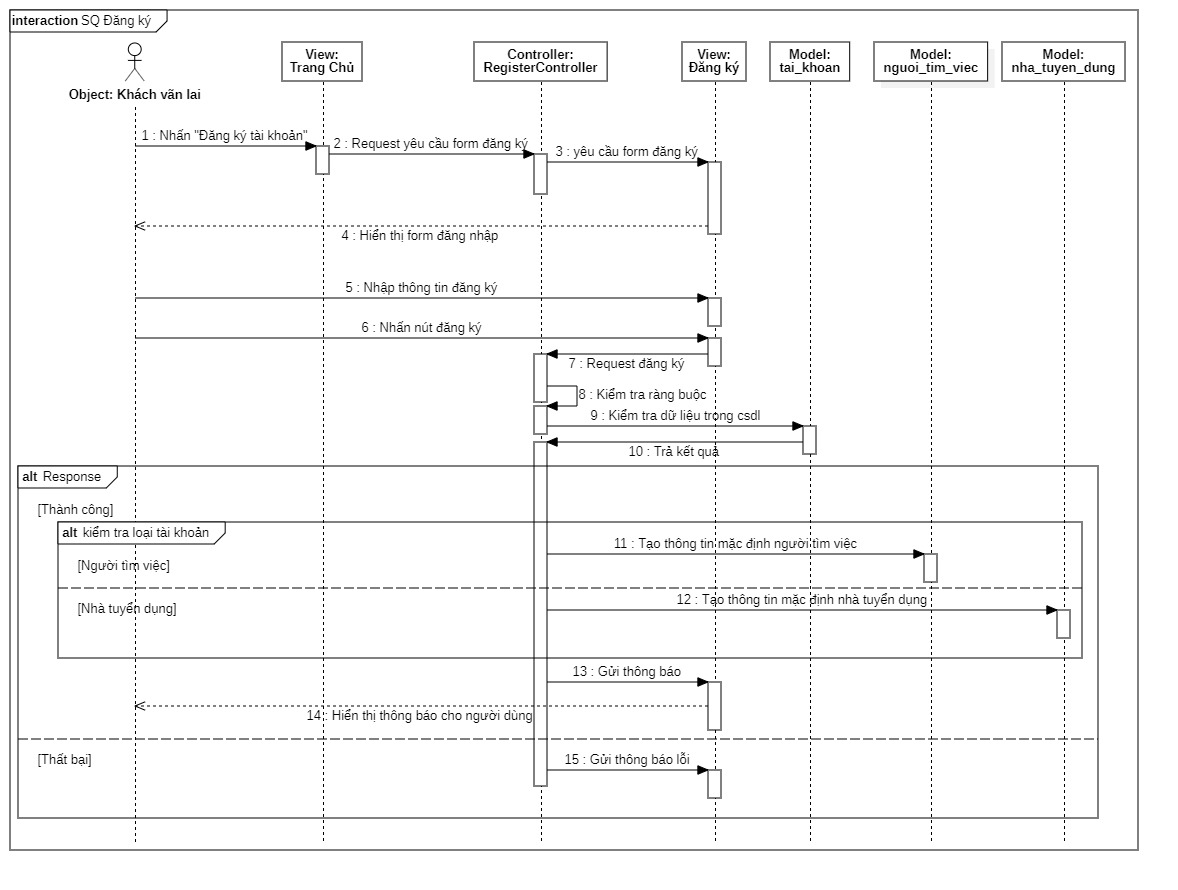 interaction SQ Đăng ký
View:
Trang Chủ
Controller:
RegisterController
View:
Đăng ký
Model:
tai_khoan
Model:
nguoi_tim_viec
Model:
nha_tuyen_dung
Object: Khách vãn lai
1 : Nhấn "Đăng ký tài khoản"
2 : Request yêu cầu form đăng ký
3 : yêu cầu form đăng ký
4 : Hiển thị form đăng nhập
5 : Nhập thông tin đăng ký
6 : Nhấn nút đăng ký
7 : Request đăng ký
8 : Kiểm tra ràng buộc
9 : Kiểm tra dữ liệu trong csdl
10 : Trả kết quả
alt Response
[Thành công]
alt kiểm tra loại tài khoản
11 : Tạo thông tin mặc định người tìm việc
[Người tìm việc]
12 : Tạo thông tin mặc định nhà tuyển dụng
[Nhà tuyển dụng]
13 : Gửi thông báo
14 : Hiển thị thông báo cho người dùng
[Thất bại]
15 : Gửi thông báo lỗi